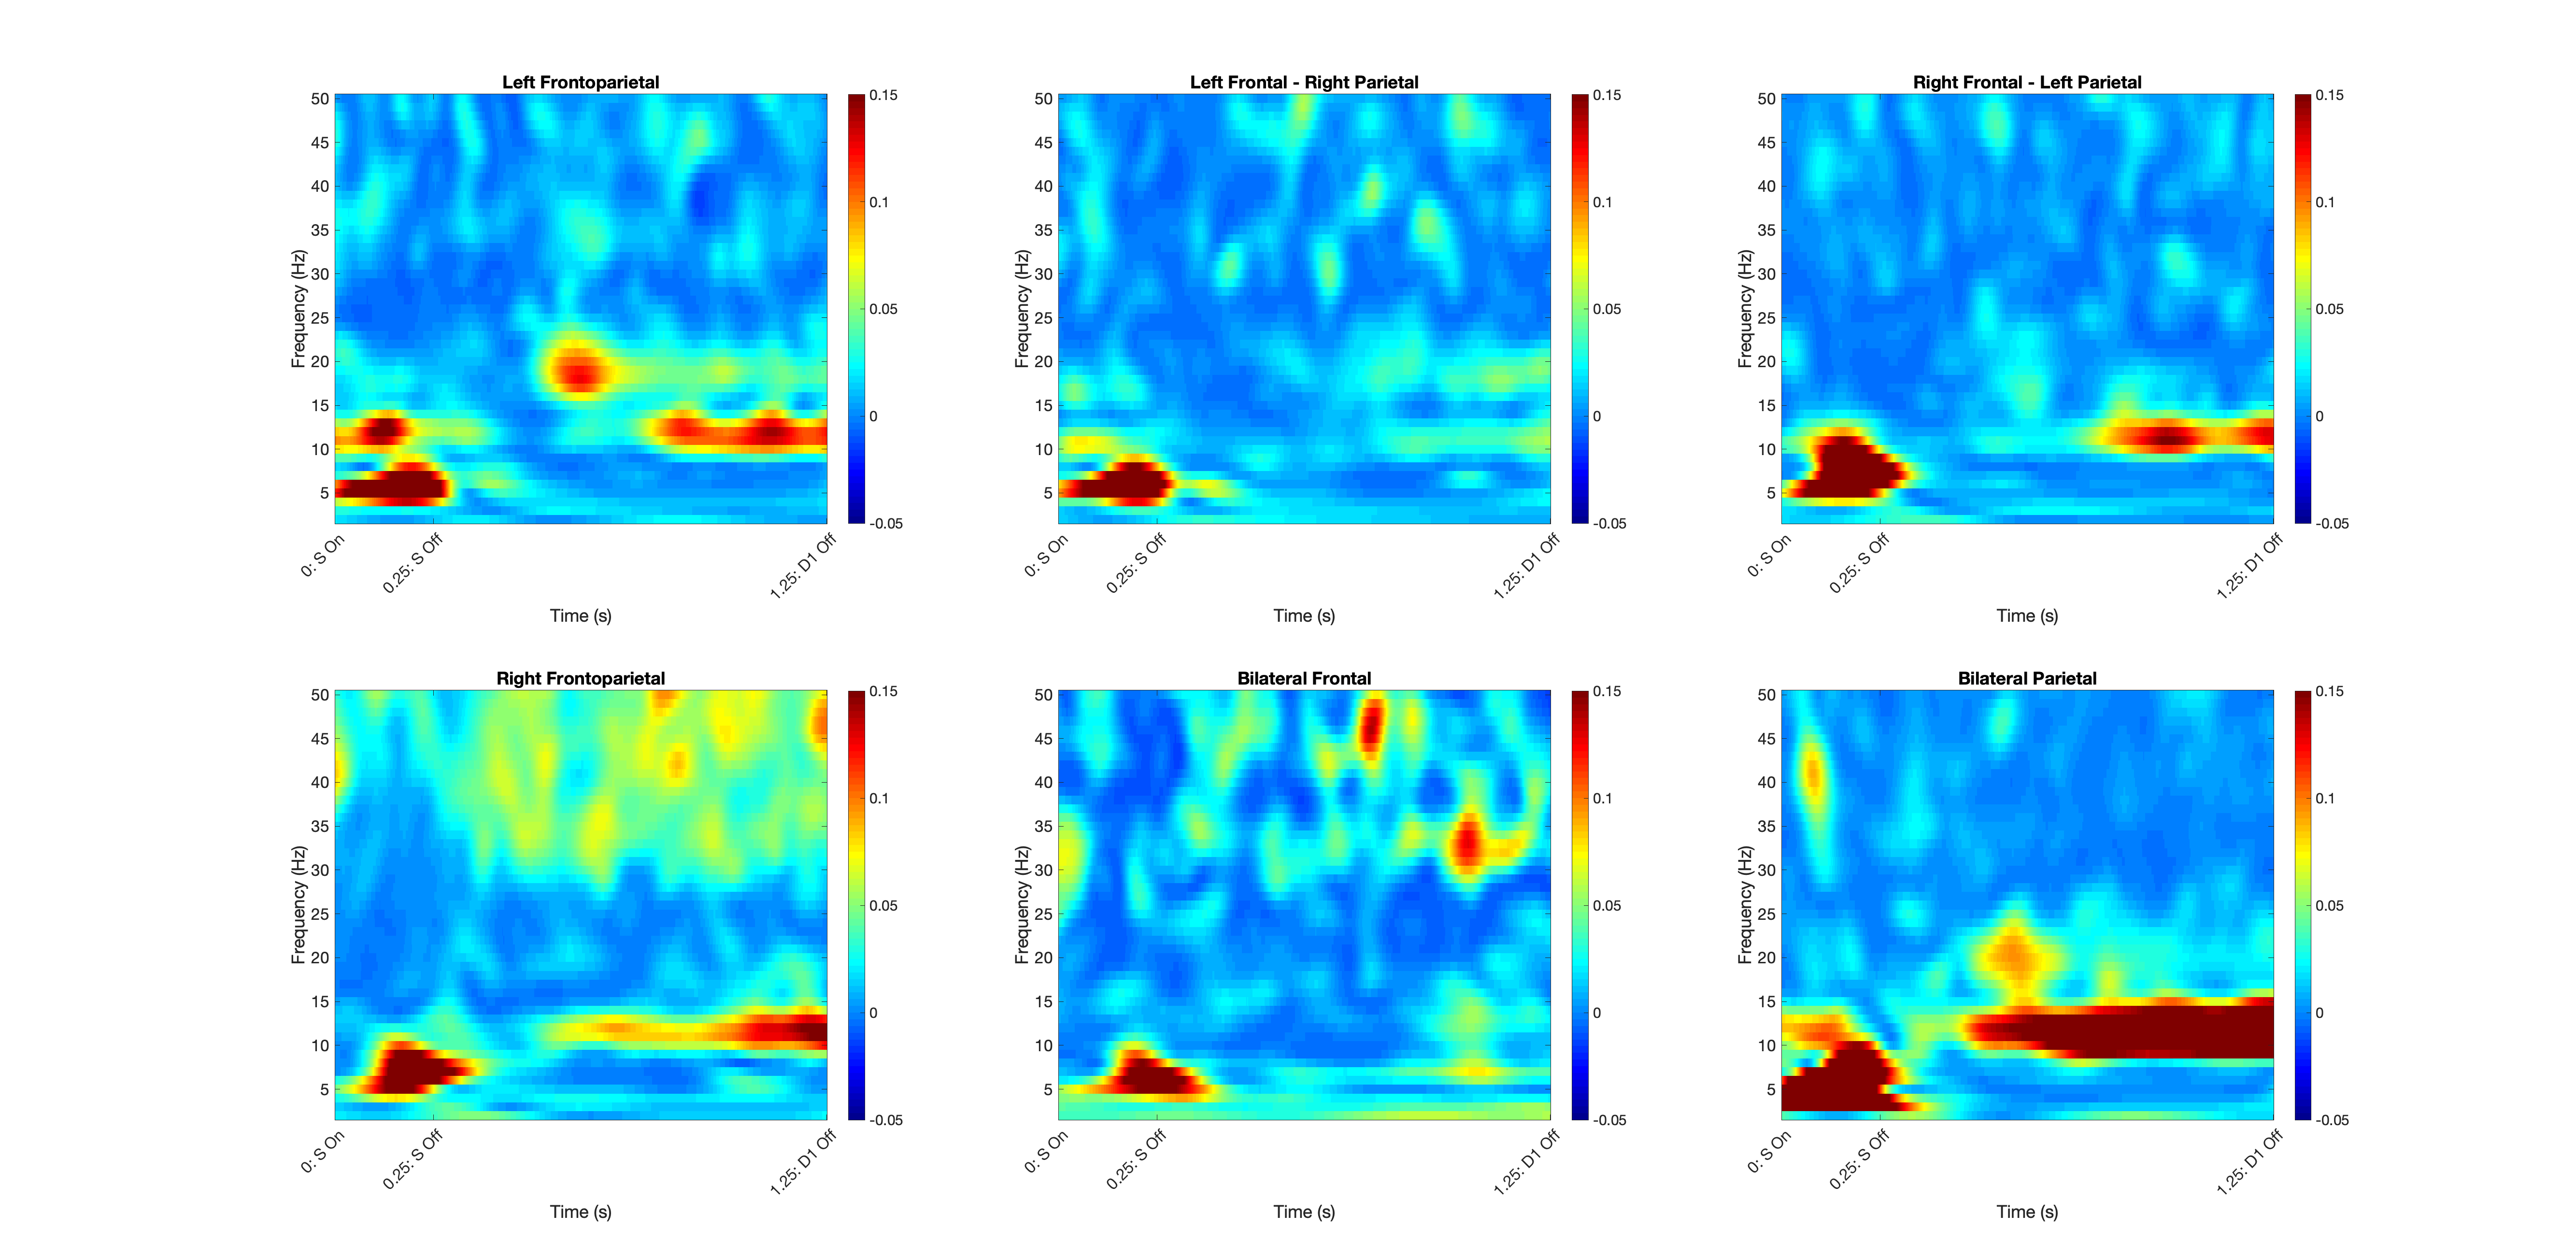 Left Frontoparietal
50
45
40
35
30
25
20
15
10
5
Frequency (Hz)
0: S On
0.25: S Off
1.25: D1 Off
Time (s)
0.15
0.1
0.05
0
-0.05
Left Frontal - Right Parietal
50
45
40
35
30
25
20
15
10
5
Frequency (Hz)
0: S On
0.25: S Off
1.25: D1 Off
Time (s)
0.15
0.1
0.05
0
-0.05
Right Frontal - Left Parietal
50
45
40
35
30
25
20
15
10
5
Frequency (Hz)
0: S On
0.25: S Off
1.25: D1 Off
Time (s)
0.15
0.1
0.05
0
-0.05
Right Frontoparietal
50
45
40
35
30
25
20
15
10
5
Frequency (Hz)
0: S On
0.25: S Off
1.25: D1 Off
Time (s)
0.15
0.1
0.05
0
-0.05
Bilateral Frontal
50
45
40
35
30
25
20
15
10
5
Frequency (Hz)
0: S On
0.25: S Off
1.25: D1 Off
Time (s)
0.15
0.1
0.05
0
-0.05
Bilateral Parietal
50
45
40
35
30
25
20
15
10
5
Frequency (Hz)
0: S On
0.25: S Off
1.25: D1 Off
Time (s)
0.15
0.1
0.05
0
-0.05